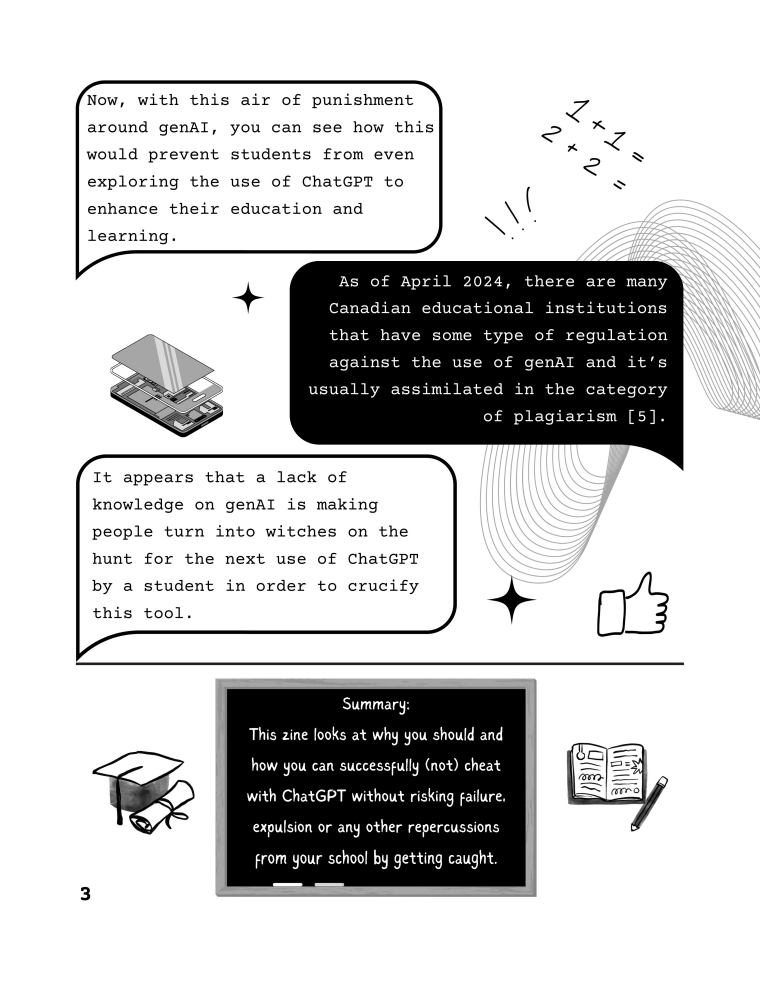 Now, with this air of punishment
around genAI, you can see how this
would prevent students from even
exploring the use of ChatGPT to
enhance their education and
learning.
1+1=
2+2=
!!!
As of April 2024, there are many
Canadian educational institutions
that have some type of regulation
against the use of genAI and it’s
usually assimilated in the category
of plagiarism [5].
It appears that a lack of
knowledge on genAI is making
people turn into witches on the
hunt for the next use of ChatGPT
by a student in order to crucify
this tool.
Summary:
This zine looks at why you should and
how you can successfully (not) cheat
with ChatGPT without risking failure,
expulsion or any other repercussions
from your school by getting caught.
3